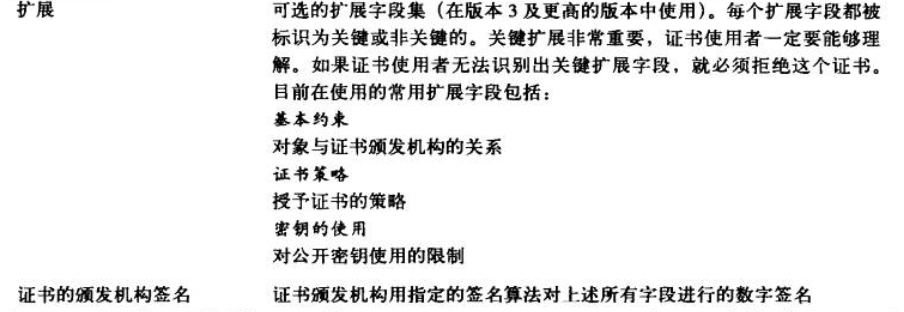 扩展 可选的扩展字段集（在版本 3 及更高的版本中使用）。每个扩展字段都被
标识为关键或非关键的。关键扩展非常重要，证书使用者一定要能够理
解。如果证书使用者无法识别出关键扩展字段，就必须拒绝这个证书。
目前在使用的常用扩展字段包括：
基本约束
对象与证书颁发机构的关系
证书策略
授予证书的策略
密钥的使用
对公开密钥使用的限制
证书的颁发机构签名 证书颁发机构用指定的签名算法对上述所有字段进行的数字签名